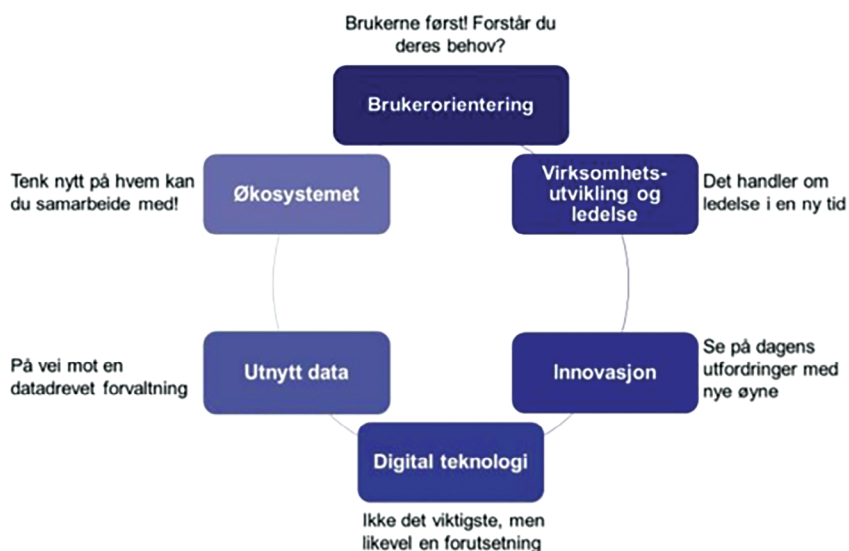 Brukerne først! Forstår du
deres behov?
Brukerorientering
Virksomhets-
utvikling og
ledelse
Det handler om
ledelse i en ny tid
Innovasjon
Se på dagens
utfordringer med
nye øyne
Digital teknologi
Ikke det viktigste, men
likevel en forutsetning
Utnytt data
På vei mot en
datadrevet forvaltning
Økosystemet
Tenk nytt på hvem kan
du samarbeide med!